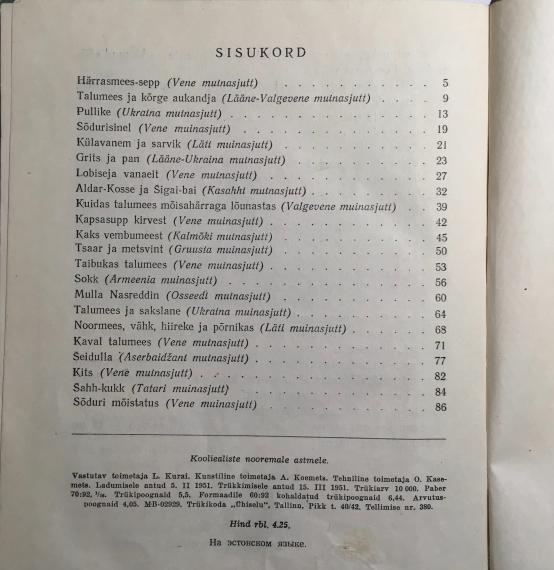 SISUKORD
Härrasmees-sepp (Vene muinasjutt) . . . . . . . . . . 5
Talumees ja kõrge aukandja (Lääne-Valgevene muinasjutt) . . . . 9
Pullike (Ukraina muinasjutt) . . . . . . . . . . . . 13
Sõdurisinel (Vene muinasjutt) . . . . . . . . . . . 19
Külavanem ja sarvik (Läti muinasjutt) . . . . . . . . . 21
Grits ja pan (Lääne-Ukraina muinasjutt) . . . . . . . . 23
Lobiseja vanaeit (Vene muinasjutt) . . . . . . . . . . 27
Aldar-Kosse ja Šigai-bai (Kasahhi muinasjutt) . . . . . . . 32
Kuidas talumees mõisahärraga lõunastas (Valgevene muinasjutt) . . 39
Kapsasupp kirvest (Vene muinasjutt) . . . . . . . . . 42
Kaks vembumeest (Kalmõki muinasjutt) . . . . . . . . . 45
Tsaar ja metsvint (Gruusia muinasjutt) . . . . . . . . . 50
Taibukas talumees (Vene muinasjutt) . . . . . . . . . 53
Sokk (Armeenia muinasjutt) . . . . . . . . . . . . 56
Mulla Nasreddin (Osseedi muinasjutt) . . . . . . . . . 60
Talumees ja sakslane (Ukraina muinasjutt) . . . . . . . . 64
Noormees, vähk, hiireke ja põrnikas (Läti muinasjutt) . . . . . 68
Kaval talumees (Vene muinasjutt) . . . . . . . . . . 71
Seidulla (Aserbaidžani muinasjutt) . . . . . . . . . . 77
Kits (Vene muinasjutt) . . . . . . . . . . . . . 82
Šahh-kukk (Tatari muinasjutt) . . . . . . . . . . . 84
Sõduri mõistatus (Vene muinasjutt) . . . . . . . . . . 86
Kooliealiste nooremale astmele.
Vastutav toimetaja L. Kurai. Kunstiline toimetaja A. Koemets. Tehniline toimetaja O. Kase-
mets. Ladumisele antud 5. II 1951. Trükkimisele antud 15. III 1951. Trükiarv 10 000. Paber
70:92, 1/16. Trükipoognaid 5,5. Formaadile 60:92 kohaldatud trükipoognaid 6,44. Arvutus-
poognaid 4,05. MB-02929. Trükikoda „Ühiselu", Tallinn, Pikk t. 40/42. Tellimise nr. 380.
Hind rbl. 4.25.
На эстонском языке.